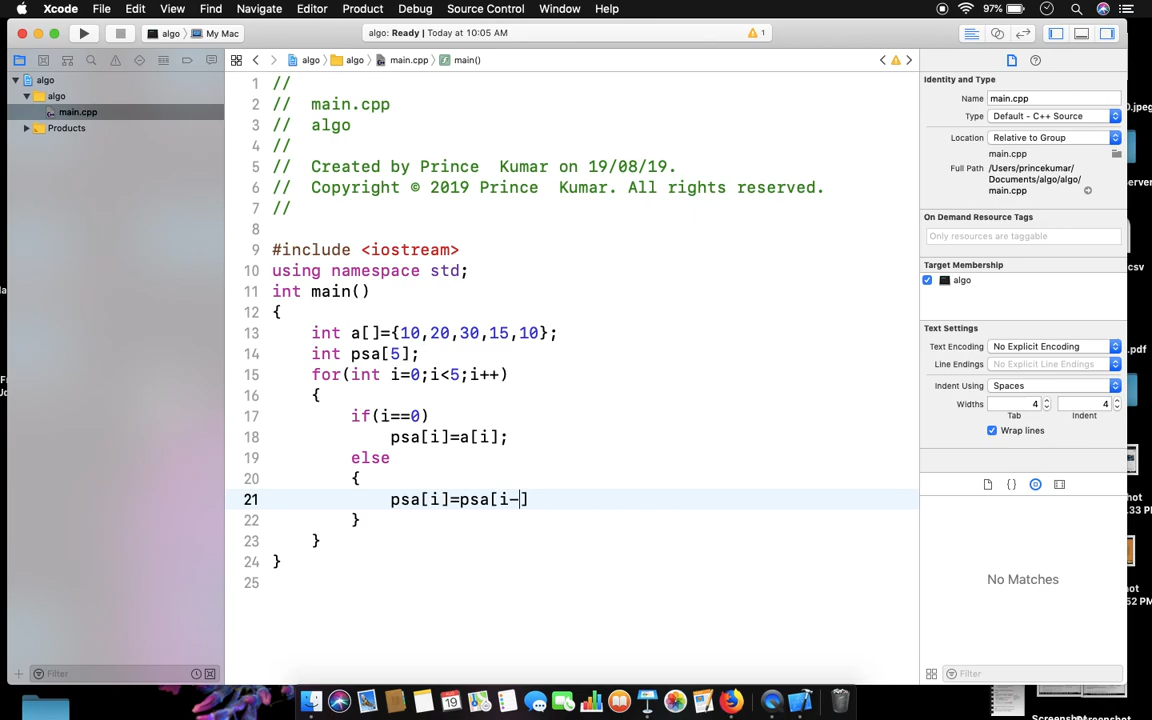 Xcode File Edit View Find Navigate Editor Product Debug Source Control Window Help 97%
algo My Mac algo: Ready | Today at 10:05 AM 1
algo algo main.cpp main()
algo
algo
main.cpp
Products
1 //
2 //  main.cpp
3 //  algo
4 //
5 //  Created by Prince  Kumar on 19/08/19.
6 //  Copyright © 2019 Prince  Kumar. All rights reserved.
7 //
8
9 #include <iostream>
10 using namespace std;
11 int main()
12 {
13     int a[]={10,20,30,15,10};
14     int psa[5];
15     for(int i=0;i<5;i++)
16     {
17         if(i==0)
18             psa[i]=a[i];
19         else
20         {
21             psa[i]=psa[i-]
22         }
23     }
24 }
25
Identity and Type
Name main.cpp
Type Default - C++ Source
Location Relative to Group
main.cpp
Full Path /Users/princekumar/
Documents/algo/algo/
main.cpp
On Demand Resource Tags
Only resources are taggable
Target Membership
algo
Text Settings
Text Encoding No Explicit Encoding
Line Endings No Explicit Line Endings
Indent Using Spaces
Widths 4 4
Tab Indent
Wrap lines
No Matches
Filter
Filter
19